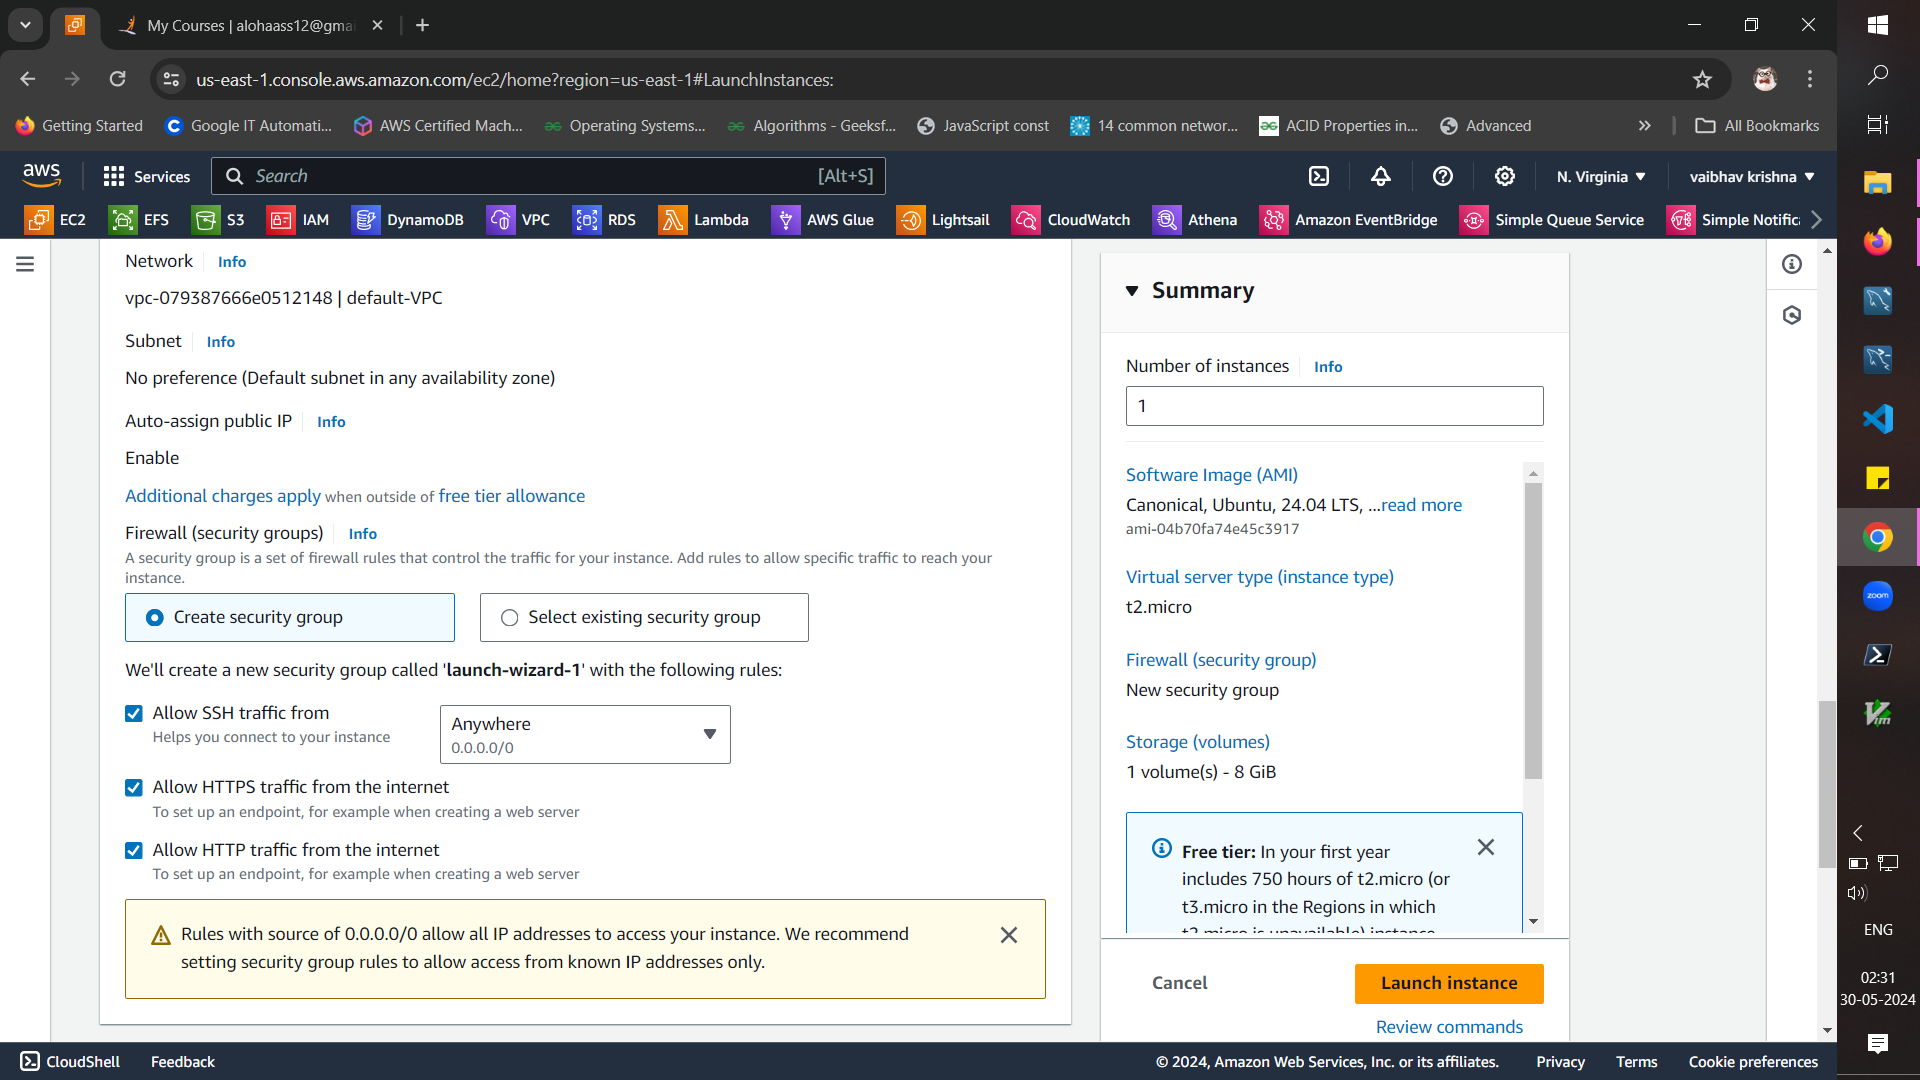 My Courses | alohaass12@gmai
us-east-1.console.aws.amazon.com/ec2/home?region=us-east-1#LaunchInstances:
Getting Started
Google IT Automati...
AWS Certified Mach...
Operating Systems...
Algorithms - Geeksf...
JavaScript const
14 common networ...
ACID Properties in...
Advanced
»
All Bookmarks
aws
Services
Search
[Alt+S]
N. Virginia
vaibhav krishna
EC2
EFS
S3
IAM
DynamoDB
VPC
RDS
Lambda
AWS Glue
Lightsail
CloudWatch
Athena
Amazon EventBridge
Simple Queue Service
Simple Notifica
Network Info
vpc-079387666e0512148 | default-VPC
Subnet Info
No preference (Default subnet in any availability zone)
Auto-assign public IP Info
Enable
Additional charges apply when outside of free tier allowance
Firewall (security groups) Info
A security group is a set of firewall rules that control the traffic for your instance. Add rules to allow specific traffic to reach your
instance.
Create security group
Select existing security group
We'll create a new security group called 'launch-wizard-1' with the following rules:
Allow SSH traffic from
Helps you connect to your instance
Anywhere
0.0.0.0/0
Allow HTTPS traffic from the internet
To set up an endpoint, for example when creating a web server
Allow HTTP traffic from the internet
To set up an endpoint, for example when creating a web server
Rules with source of 0.0.0.0/0 allow all IP addresses to access your instance. We recommend
setting security group rules to allow access from known IP addresses only.
Summary
Number of instances Info
1
Software Image (AMI)
Canonical, Ubuntu, 24.04 LTS, ...read more
ami-04b70fa74e45c3917
Virtual server type (instance type)
t2.micro
Firewall (security group)
New security group
Storage (volumes)
1 volume(s) - 8 GiB
Free tier: In your first year
includes 750 hours of t2.micro (or
t3.micro in the Regions in which
t2.micro is unavailable) instance
Cancel
Launch instance
Review commands
CloudShell
Feedback
© 2024, Amazon Web Services, Inc. or its affiliates.
Privacy
Terms
Cookie preferences
zoom
Vim
ENG
02:31
30-05-2024